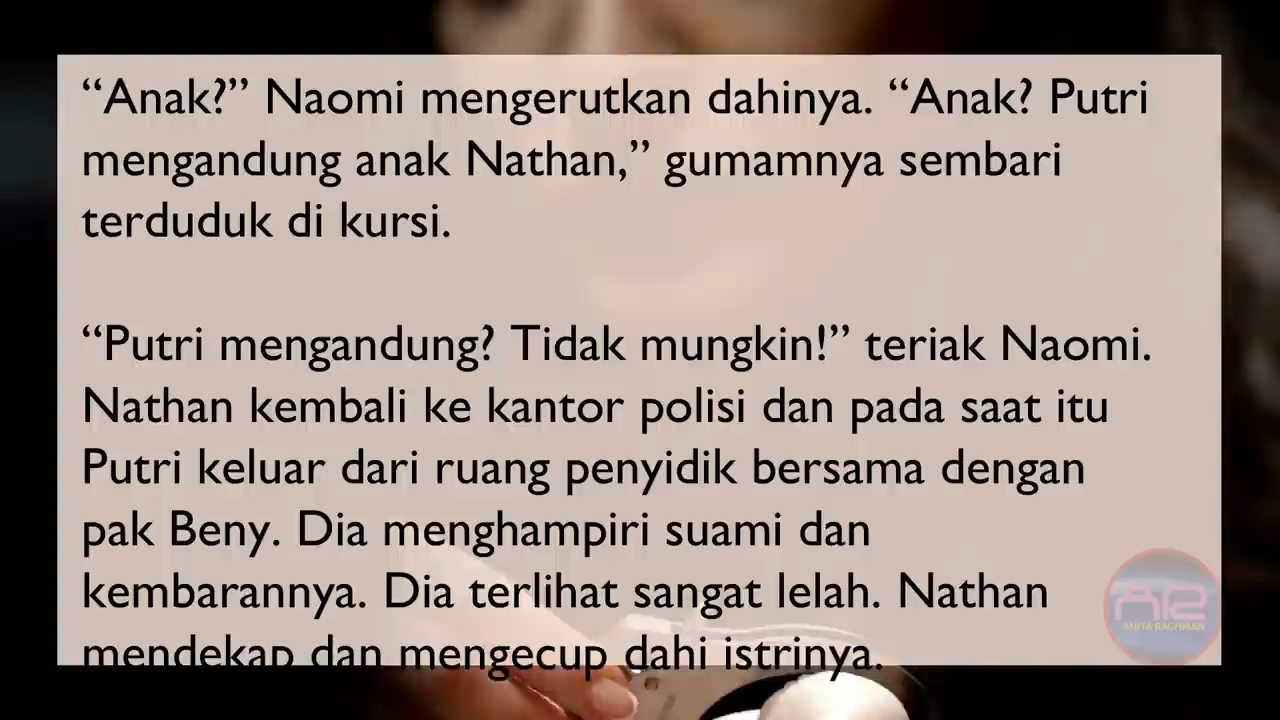 “Anak?” Naomi mengerutkan dahinya. “Anak? Putri
mengandung anak Nathan,” gumamnya sembari
terduduk di kursi.
“Putri mengandung? Tidak mungkin!” teriak Naomi.
Nathan kembali ke kantor polisi dan pada saat itu
Putri keluar dari ruang penyidik bersama dengan
pak Beny. Dia menghampiri suami dan
kembarannya. Dia terlihat sangat lelah. Nathan
mendekap dan mengecup dahi istrinya.
ANITA RACHMAN